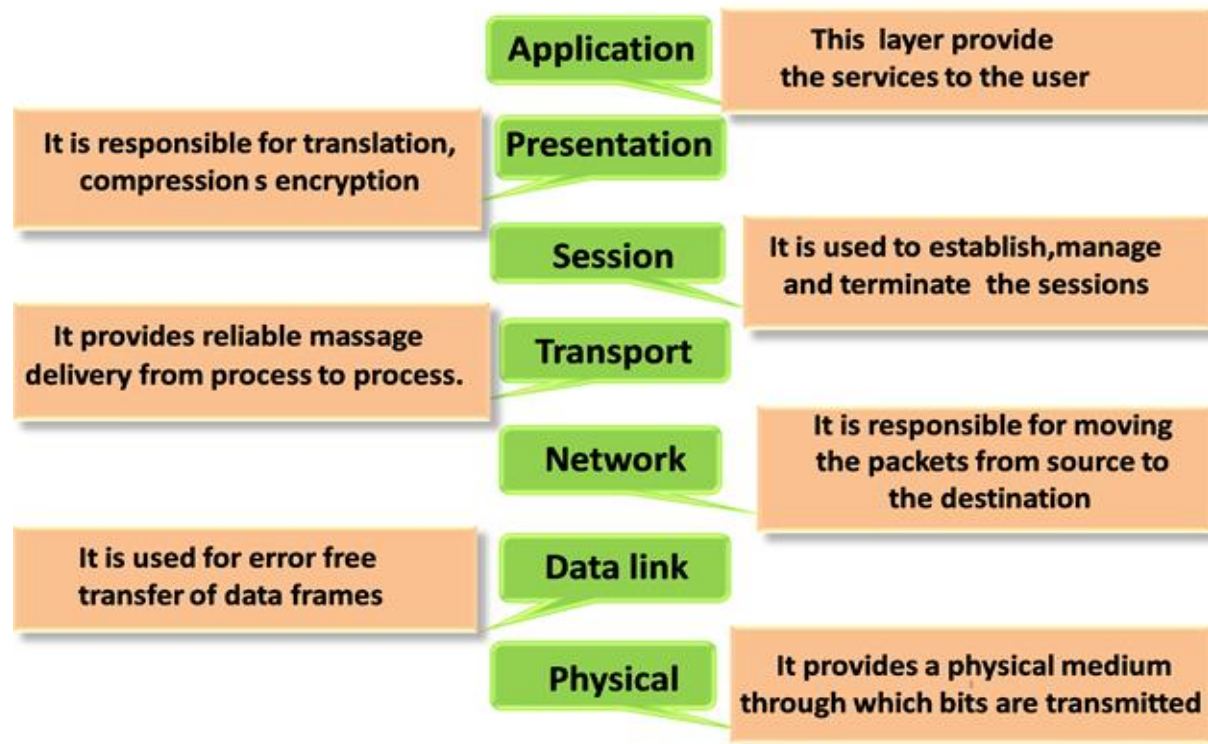 Application
This layer provide
the services to the user
It is responsible for translation,
compression s encryption
Presentation
Session
It is used to establish,manage
and terminate the sessions
It provides reliable massage
delivery from process to process.
Transport
Network
It is responsible for moving
the packets from source to
the destination
It is used for error free
transfer of data frames
Data link
Physical
It provides a physical medium
through which bits are transmitted